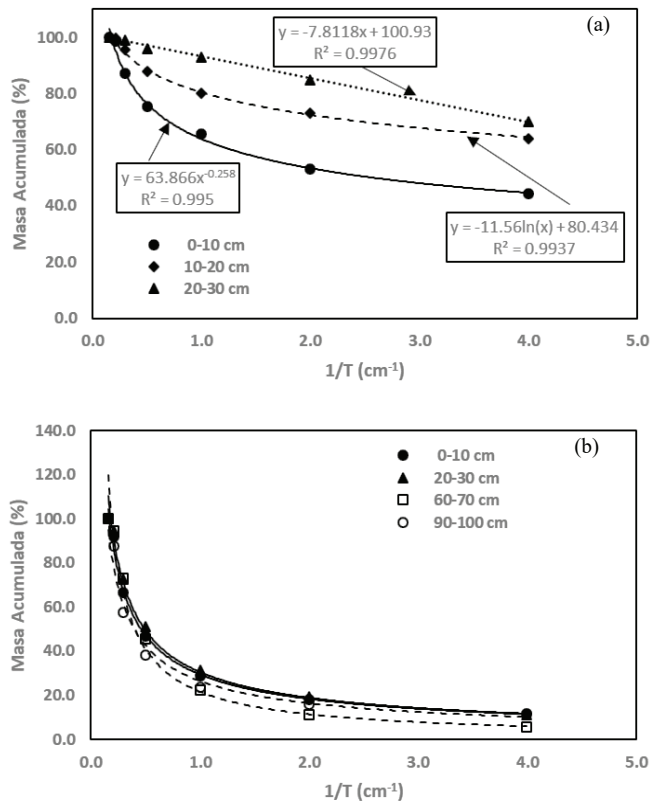 (a)
y = -7.8118x + 100.93
R² = 0.9976
100.0
80.0
60.0
40.0
20.0
0.0
Masa Acumulada (%)
y = 63.866x^-0.258
R² = 0.995
y = -11.56ln(x) + 80.434
R² = 0.9937
0-10 cm
10-20 cm
20-30 cm
0.0 1.0 2.0 3.0 4.0 5.0
1/T (cm⁻¹)
(b)
140.0
120.0
100.0
80.0
60.0
40.0
20.0
0.0
Masa Acumulada (%)
0-10 cm
20-30 cm
60-70 cm
90-100 cm
0.0 1.0 2.0 3.0 4.0 5.0
1/T (cm⁻¹)